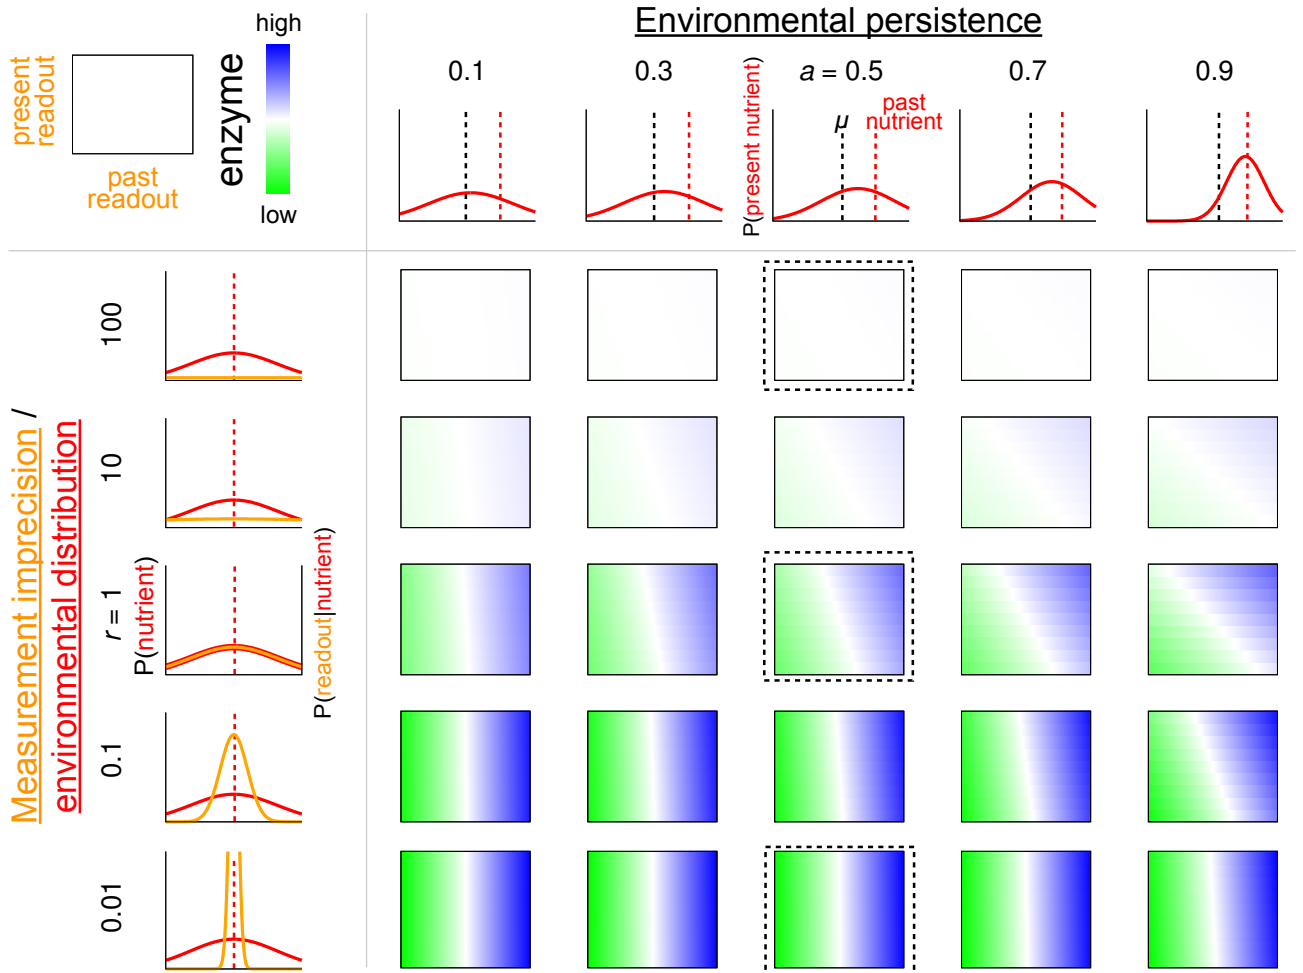 Environmental persistence
high
low
enzyme
present
readout
past
readout
0.1
0.3
a = 0.5
0.7
0.9
P(present nutrient)
μ
past
nutrient
Measurement imprecision /
environmental distribution
100
10
r = 1
0.1
0.01
P(nutrient)
P(readout|nutrient)